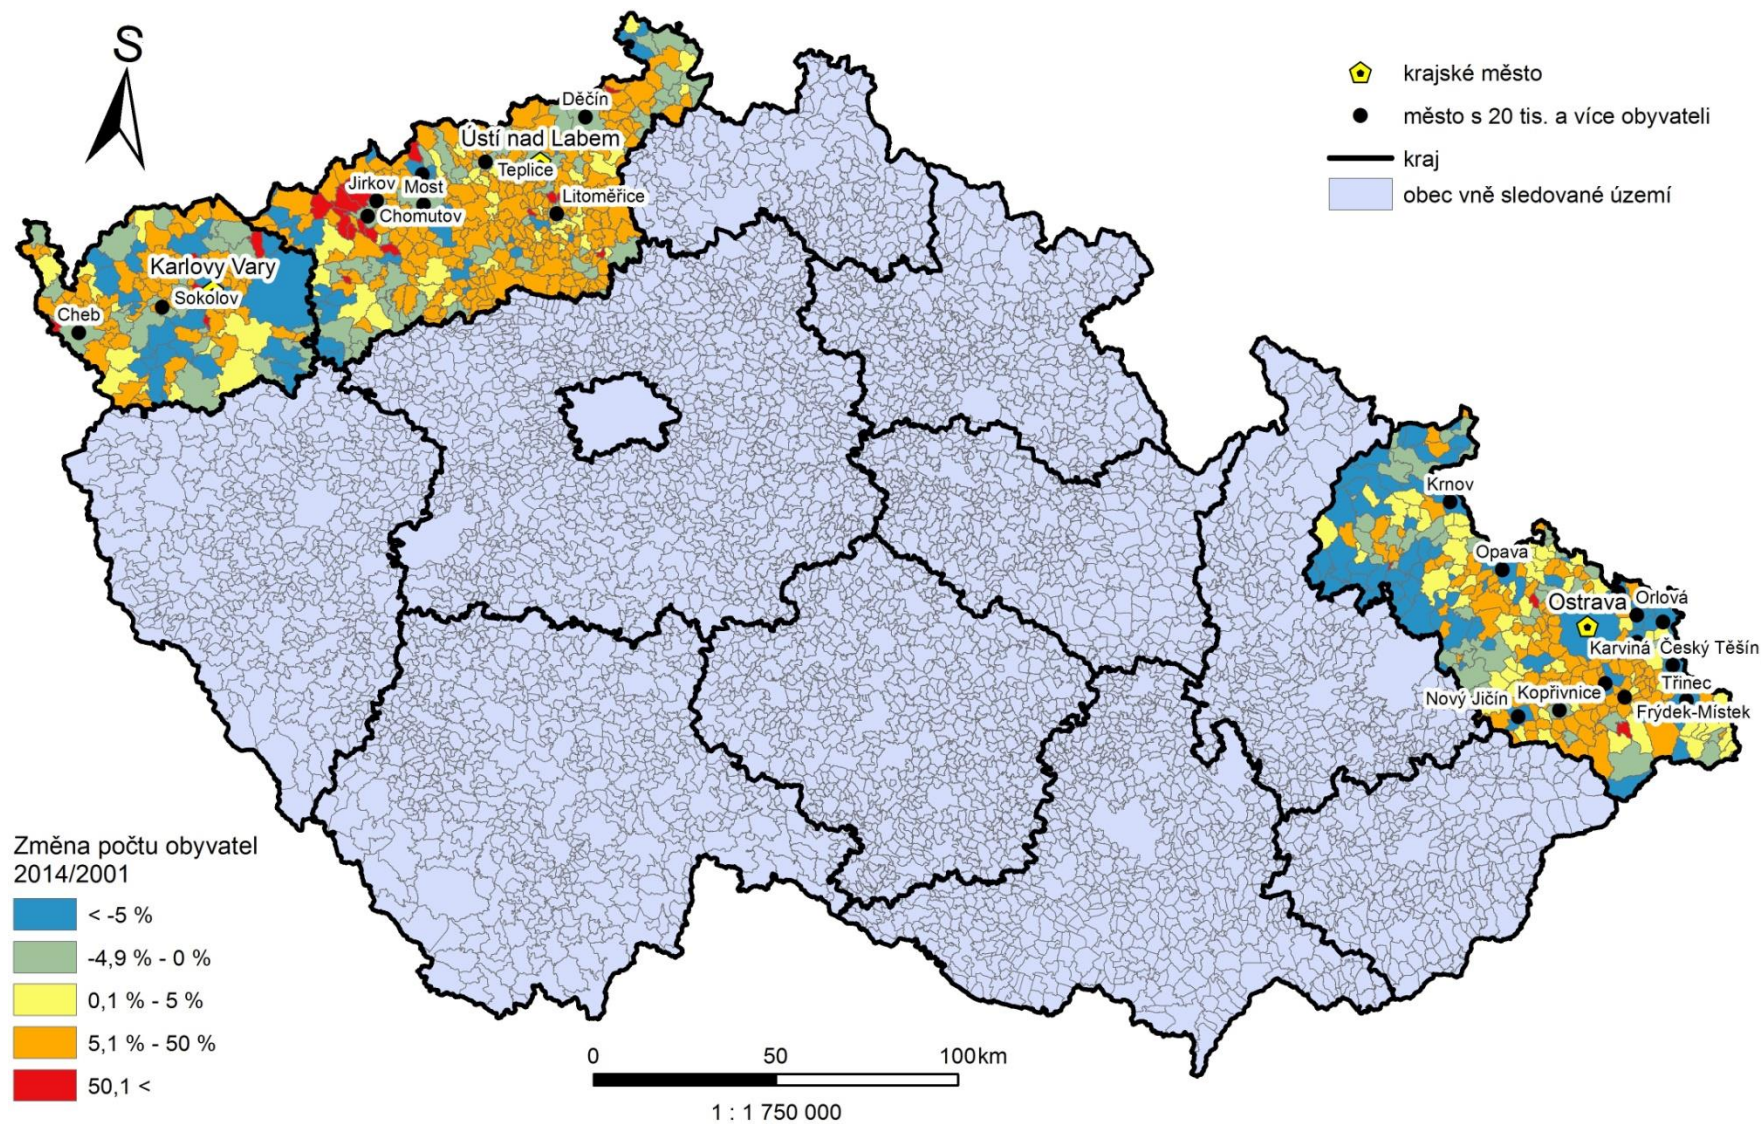 S
krajské město
město s 20 tis. a více obyvateli
kraj
obec vně sledované území
Děčín
Ústí nad Labem
Teplice
Jirkov
Most
Litoměřice
Chomutov
Karlovy Vary
Sokolov
Cheb
Krnov
Opava
Ostrava
Orlová
Karviná
Český Těšín
Třinec
Nový Jičín
Kopřivnice
Frýdek-Místek
Změna počtu obyvatel
2014/2001
< -5 %
-4,9 % - 0 %
0,1 % - 5 %
5,1 % - 50 %
50,1 <
0 50 100km
1 : 1 750 000